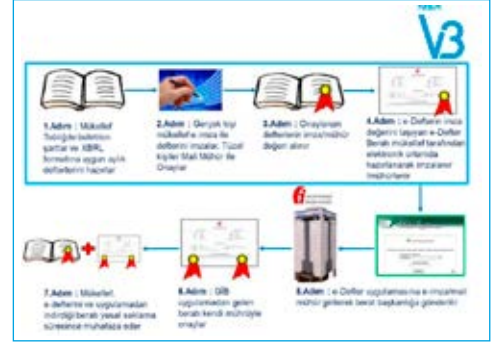 V3
1.Adım : Mükellef
Tebliğde belirtilen
şartlar ve XBRL
formatına uygun aylık
defterlerini hazırlar
2.Adım : Gerçek kişi
mükellef e-imza ile
defterini imzalar, Tüzel
kişiler Mali Mühür ile
Onaylar
3.Adım : Onaylanan
defterlerin imza/mühür
değeri alınır
4.Adım : e-Defterin imza
değerini taşıyan e-Defter
Beratı mükellef tarafından
elektronik ortamda
hazırlanarak imzalanır
/mühürlenir
7.Adım : Mükellef,
e-defterini ve uygulamadan
indirdiği beratı yasal saklama
süresince muhafaza eder
6.Adım : GİB
uygulamadan gelen
beratı kendi mührüyle
onaylar
5.Adım : e-Defter uygulamasına e-imza/mali
mühür girilerek berat başkanlığa gönderilir